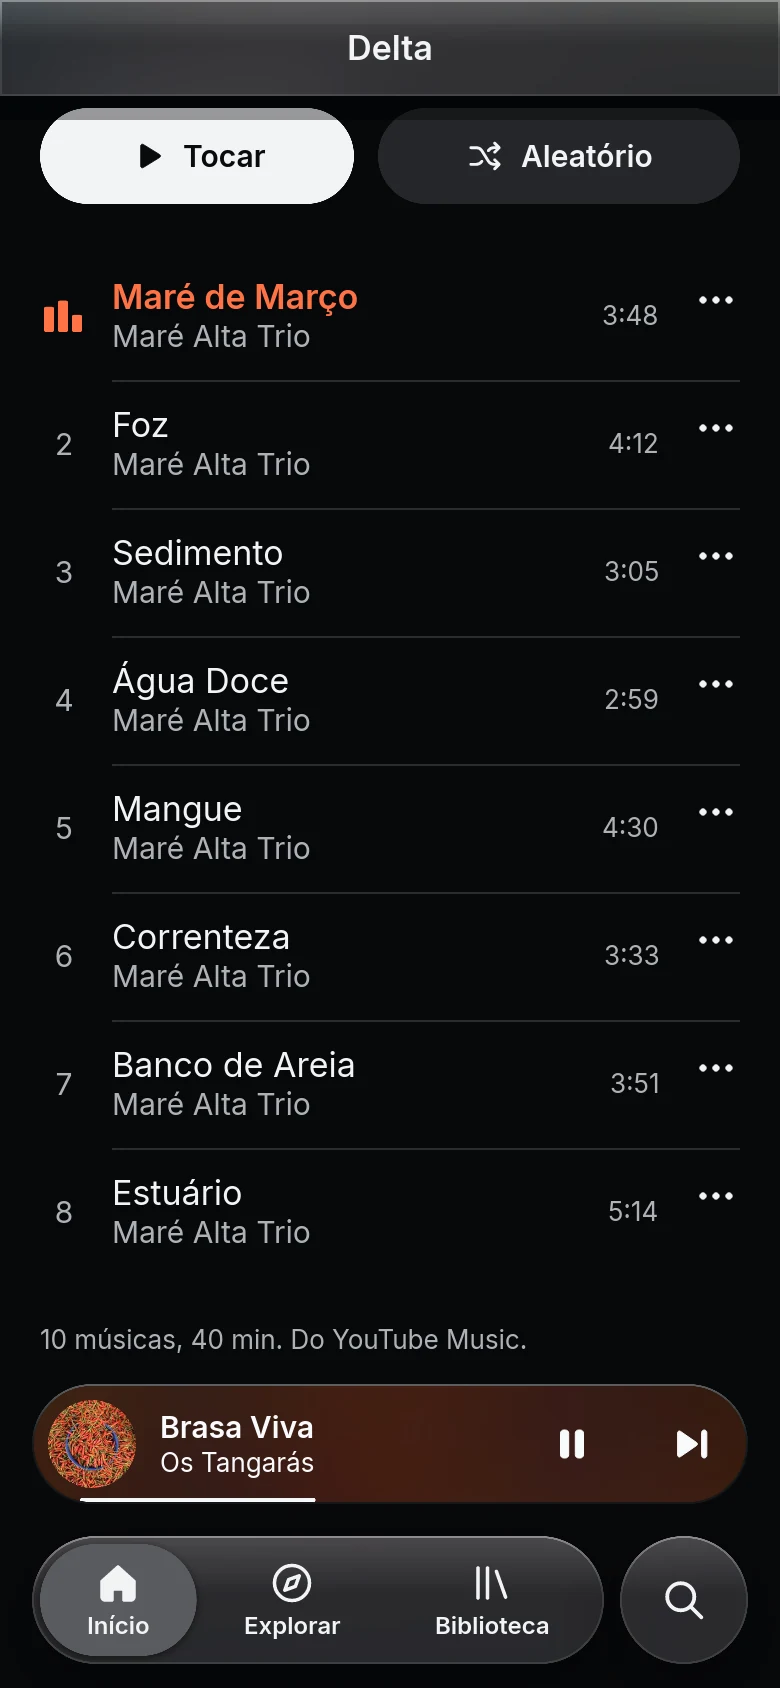 Delta
Tocar
Aleatório
Maré de Março
Maré Alta Trio
3:48
2
Foz
Maré Alta Trio
4:12
3
Sedimento
Maré Alta Trio
3:05
4
Água Doce
Maré Alta Trio
2:59
5
Mangue
Maré Alta Trio
4:30
6
Correnteza
Maré Alta Trio
3:33
7
Banco de Areia
Maré Alta Trio
3:51
8
Estuário
Maré Alta Trio
5:14
10 músicas, 40 min. Do YouTube Music.
Brasa Viva
Os Tangarás
Início
Explorar
Biblioteca